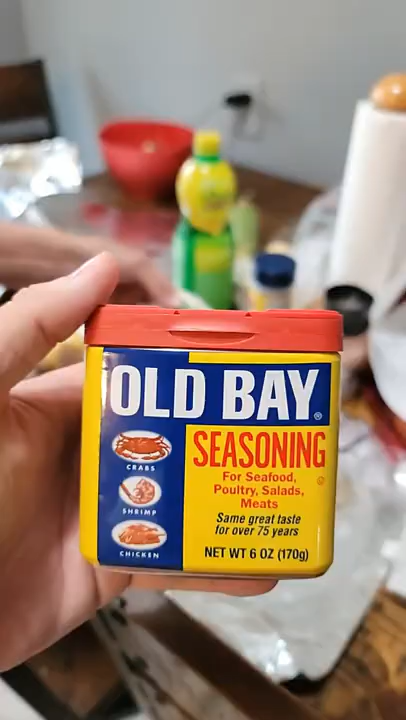 OLD BAY®
SEASONING
For Seafood,
Poultry, Salads,
Meats
Same great taste
for over 75 years
NET WT 6 OZ (170g)
CRABS
SHRIMP
CHICKEN